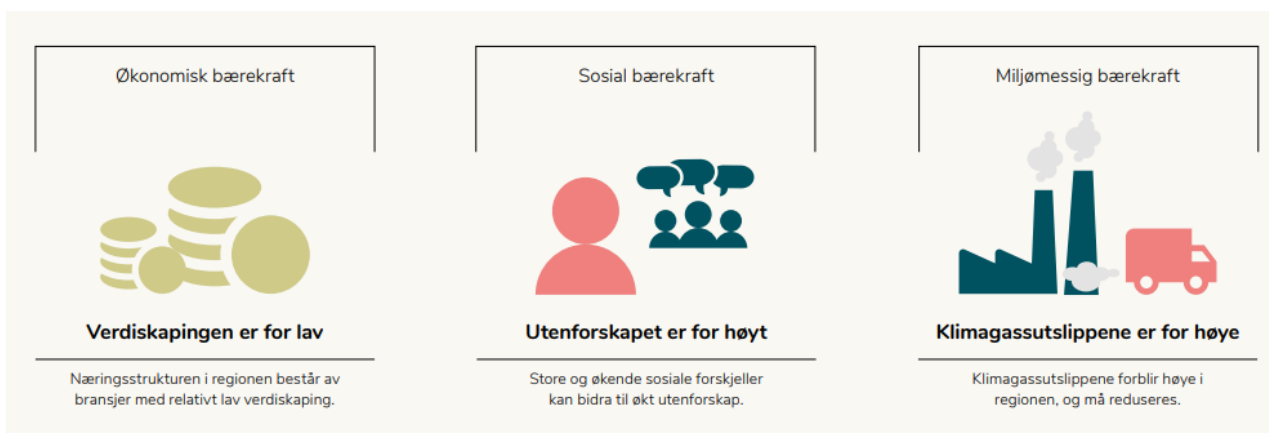 Økonomisk bærekraft
Verdiskapingen er for lav
Næringsstrukturen i regionen består av
bransjer med relativt lav verdiskaping.
Sosial bærekraft
Utenforskapet er for høyt
Store og økende sosiale forskjeller
kan bidra til økt utenforskap.
Miljømessig bærekraft
Klimagassutslippene er for høye
Klimagassutslippene forblir høye i
regionen, og må reduseres.